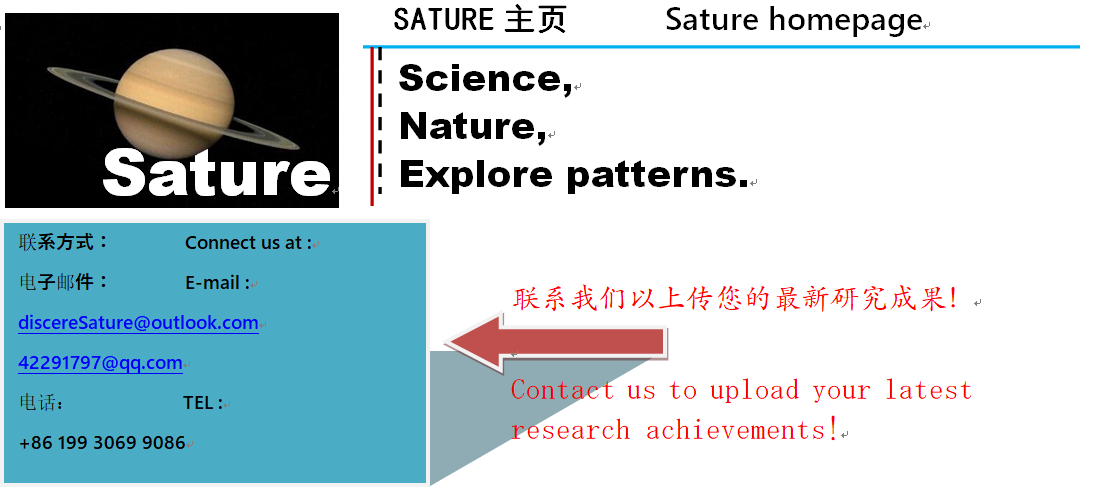 SATURE 主页 Sature homepage
Sature
Science,
Nature,
Explore patterns.
联系方式： Connect us at :
电子邮件： E-mail :
discereSature@outlook.com
42291797@qq.com
电话： TEL :
+86 199 3069 9086
联系我们以上传您的最新研究成果!
Contact us to upload your latest
research achievements!